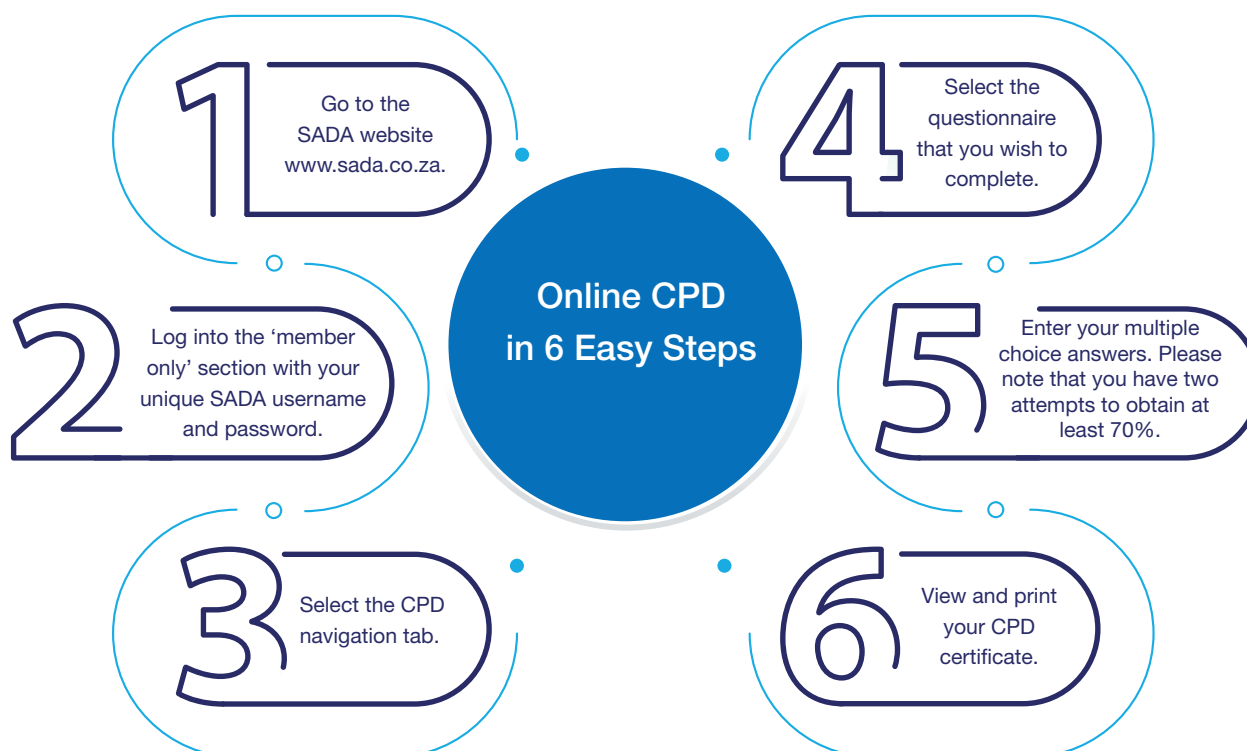 Online CPD
in 6 Easy Steps
1
Go to the
SADA website
www.sada.co.za.
2
Log into the ‘member
only’ section with your
unique SADA username
and password.
3
Select the CPD
navigation tab.
4
Select the
questionnaire
that you wish to
complete.
5
Enter your multiple
choice answers. Please
note that you have two
attempts to obtain at
least 70%.
6
View and print
your CPD
certificate.